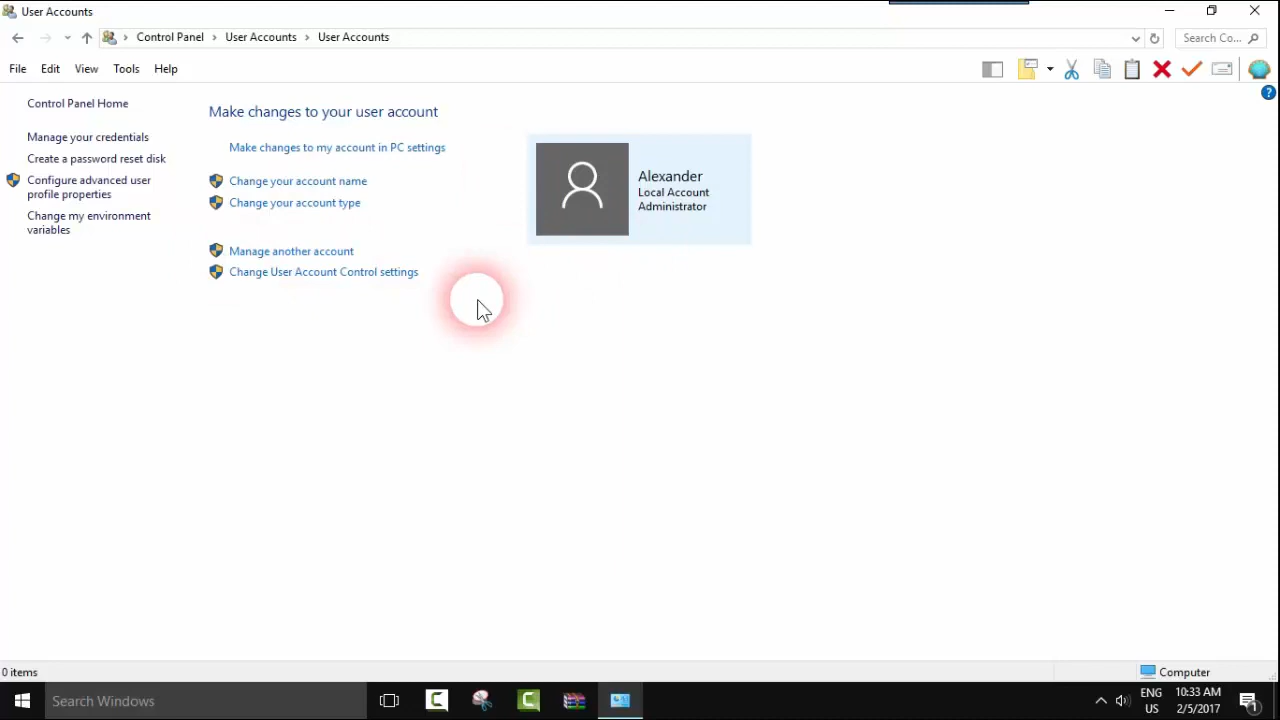 User Accounts
Control Panel > User Accounts > User Accounts
Search Co...
File Edit View Tools Help
Control Panel Home
Manage your credentials
Create a password reset disk
Configure advanced user
profile properties
Change my environment
variables
Make changes to your user account
Make changes to my account in PC settings
Change your account name
Change your account type
Manage another account
Change User Account Control settings
Alexander
Local Account
Administrator
?
0 items
Computer
Search Windows
ENG
US
10:33 AM
2/5/2017
1